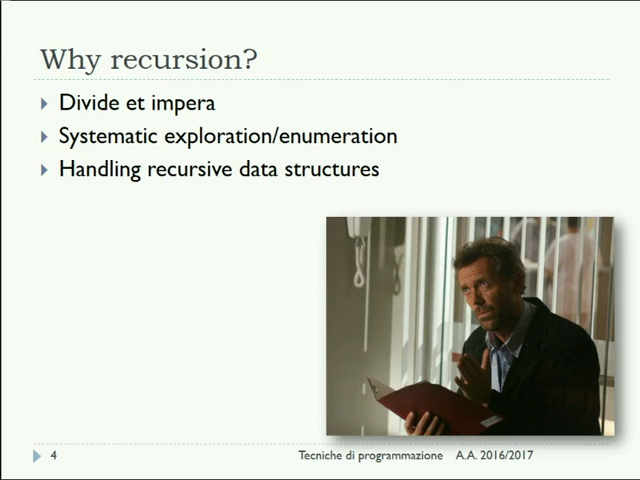 Why recursion?
Divide et impera
Systematic exploration/enumeration
Handling recursive data structures
4
Tecniche di programmazione A.A. 2016/2017